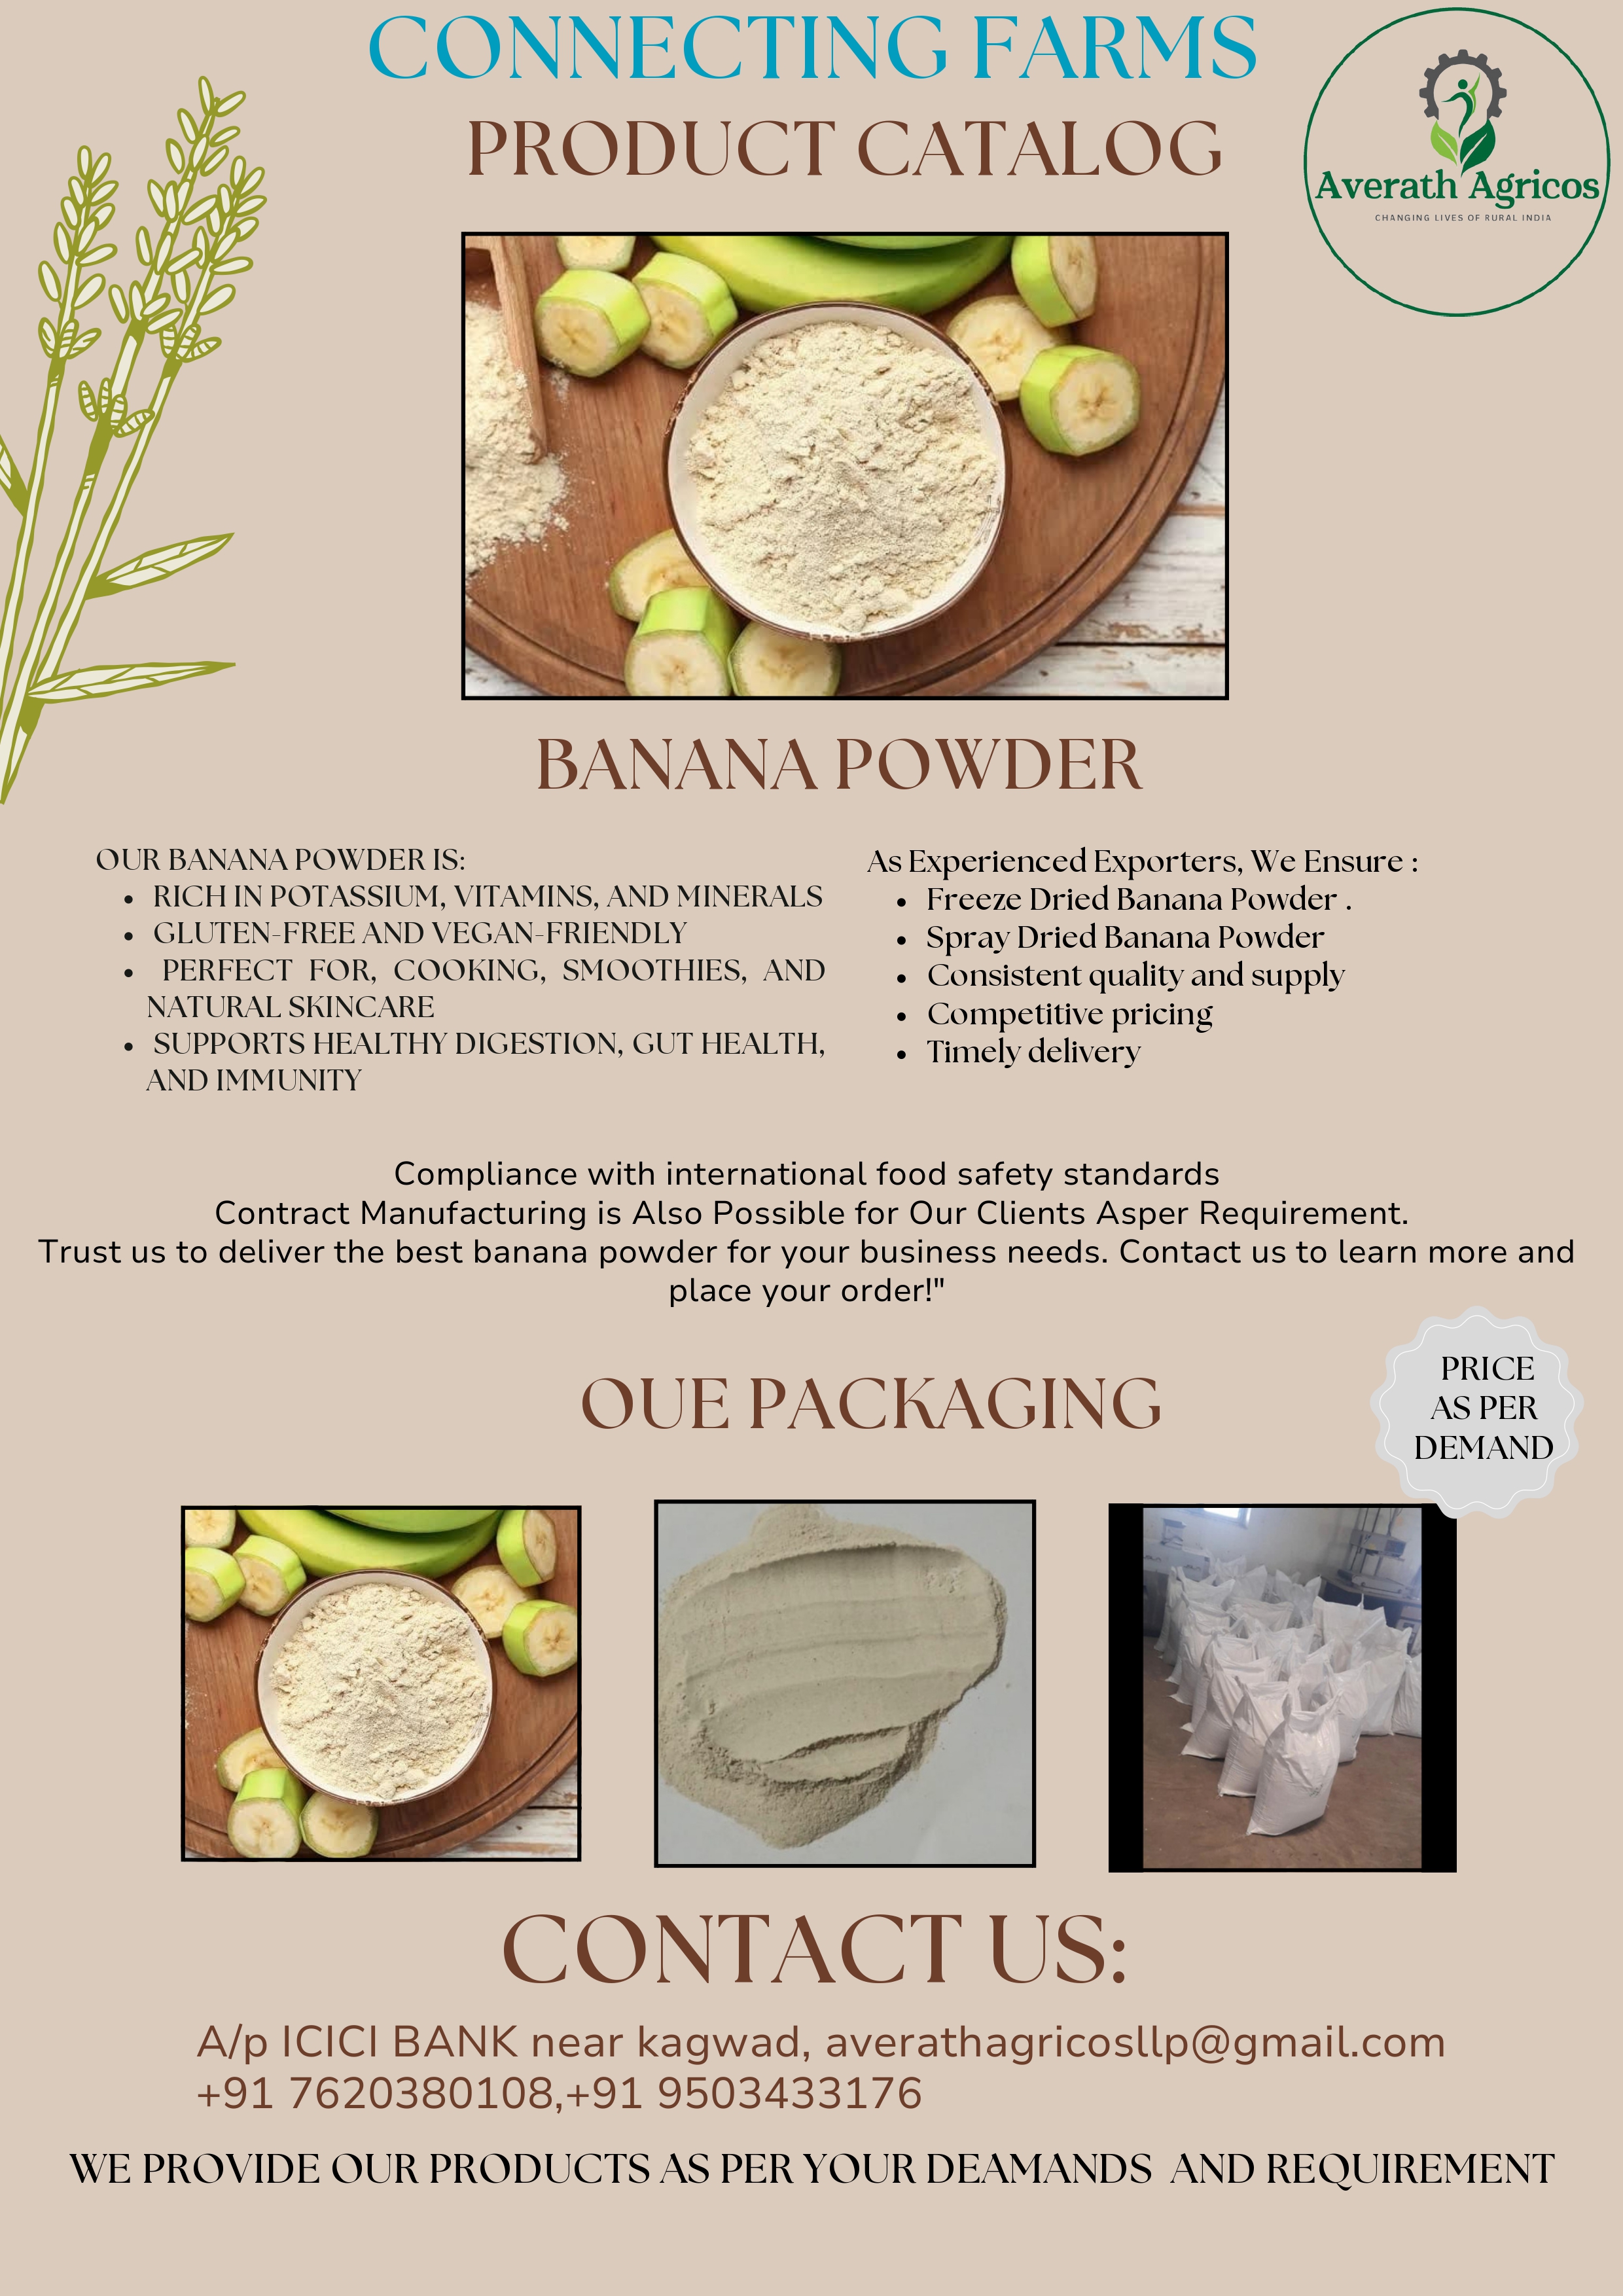 CONNECTING FARMS
PRODUCT CATALOG
Averath Agricos
CHANGING LIVES OF RURAL INDIA
BANANA POWDER
OUR BANANA POWDER IS:
• RICH IN POTASSIUM, VITAMINS, AND MINERALS
• GLUTEN-FREE AND VEGAN-FRIENDLY
• PERFECT FOR, COOKING, SMOOTHIES, AND
NATURAL SKINCARE
• SUPPORTS HEALTHY DIGESTION, GUT HEALTH,
AND IMMUNITY
As Experienced Exporters, We Ensure :
• Freeze Dried Banana Powder .
• Spray Dried Banana Powder
• Consistent quality and supply
• Competitive pricing
• Timely delivery
Compliance with international food safety standards
Contract Manufacturing is Also Possible for Our Clients Asper Requirement.
Trust us to deliver the best banana powder for your business needs. Contact us to learn more and
place your order!"
OUE PACKAGING
PRICE
AS PER
DEMAND
CONTACT US:
A/p ICICI BANK near kagwad, averathagricosllp@gmail.com
+91 7620380108,+91 9503433176
WE PROVIDE OUR PRODUCTS AS PER YOUR DEAMANDS  AND REQUIREMENT